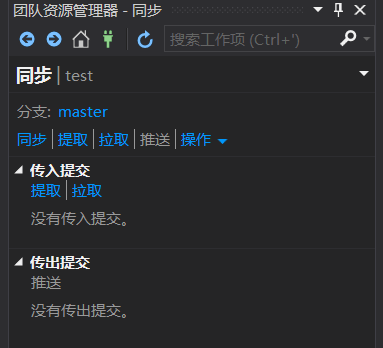 团队资源管理器 - 同步
搜索工作项 (Ctrl+')
同步 | test
分支: master
同步 | 提取 | 拉取 | 推送 | 操作
传入提交
提取 | 拉取
没有传入提交。
传出提交
推送
没有传出提交。